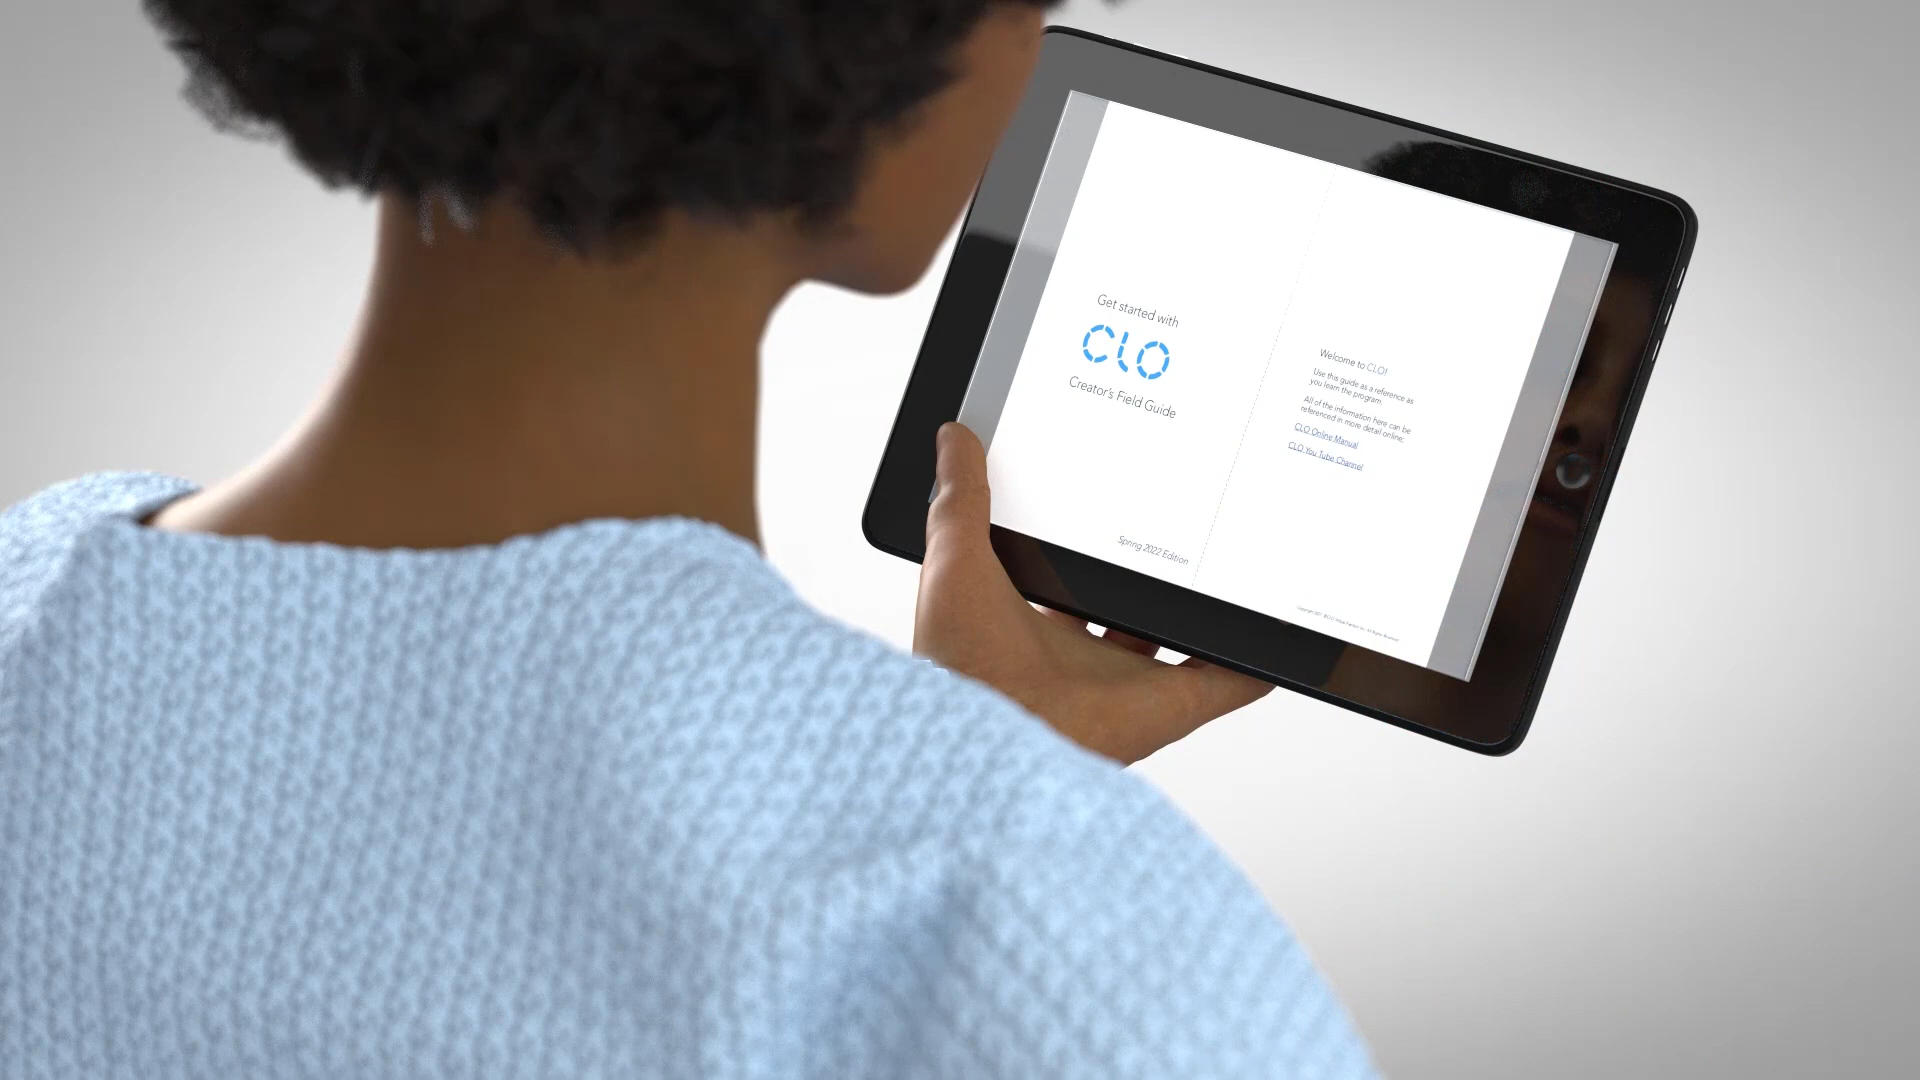 Get started with
CLO
Creator's Field Guide
Spring 2022 Edition
Welcome to CLO!
Use this guide as a reference as
you learn the program.
All of the information here can be
referenced in more detail online:
CLO Online Manual
CLO You Tube Channel